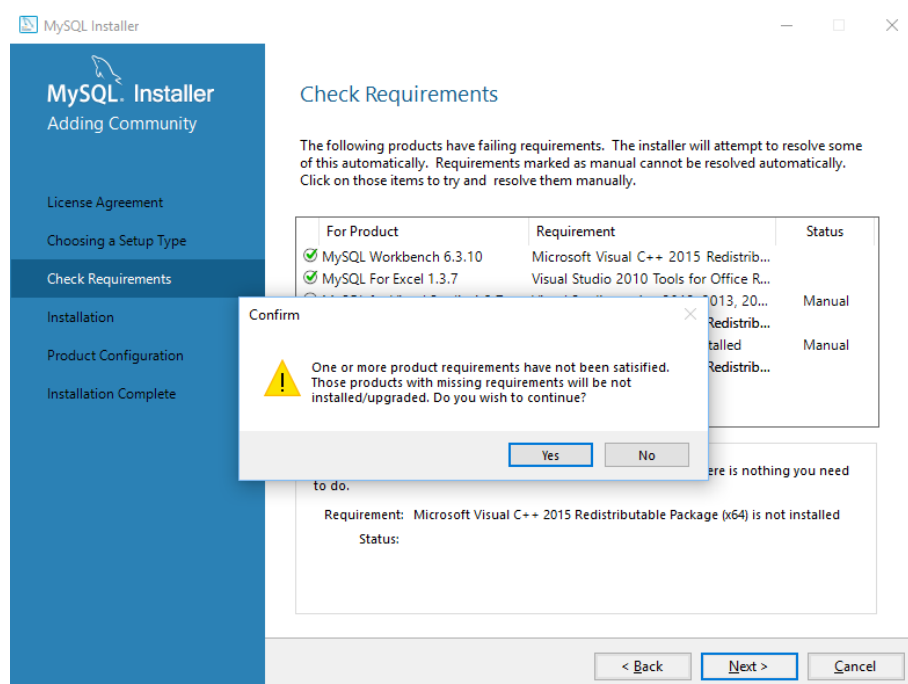 MySQL Installer
MySQL. Installer
Adding Community
License Agreement
Choosing a Setup Type
Check Requirements
Installation
Product Configuration
Installation Complete
Check Requirements
The following products have failing requirements. The installer will attempt to resolve some
of this automatically. Requirements marked as manual cannot be resolved automatically.
Click on those items to try and resolve them manually.
For Product Requirement Status
MySQL Workbench 6.3.10 Microsoft Visual C++ 2015 Redistrib...
MySQL For Excel 1.3.7 Visual Studio 2010 Tools for Office R...
2013, 20... Manual
Redistrib...
Manual
Redistrib...
Confirm
One or more product requirements have not been satisified.
Those products with missing requirements will be not
installed/upgraded. Do you wish to continue?
Yes No
is nothing you need
to do.
Requirement: Microsoft Visual C++ 2015 Redistributable Package (x64) is not installed
Status:
< Back Next > Cancel